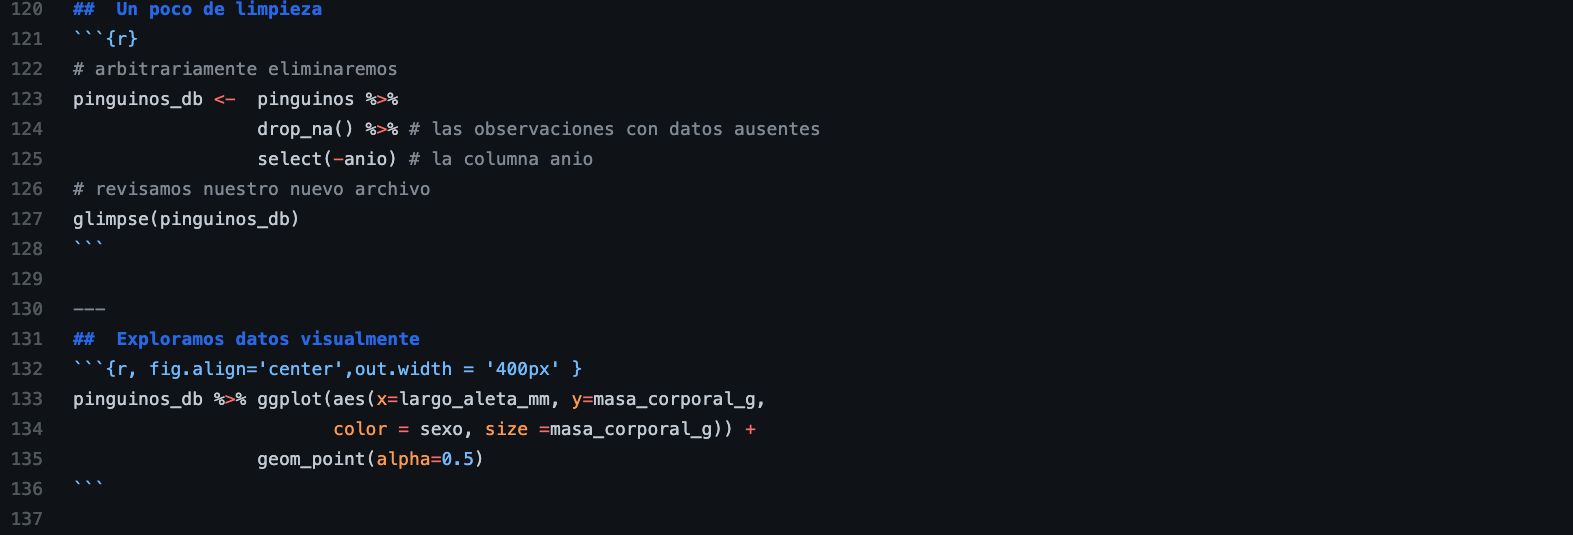 120 ##  Un poco de limpieza
121 ```{r}
122 # arbitrariamente eliminaremos
123 pinguinos_db <-  pinguinos %>%
124                  drop_na() %>% # las observaciones con datos ausentes
125                  select(-anio) # la columna anio
126 # revisamos nuestro nuevo archivo
127 glimpse(pinguinos_db)
128 ```
129
130 ---
131 ##  Exploramos datos visualmente
132 ```{r, fig.align='center',out.width = '400px' }
133 pinguinos_db %>% ggplot(aes(x=largo_aleta_mm, y=masa_corporal_g,
134                         color = sexo, size =masa_corporal_g)) +
135                  geom_point(alpha=0.5)
136 ```
137